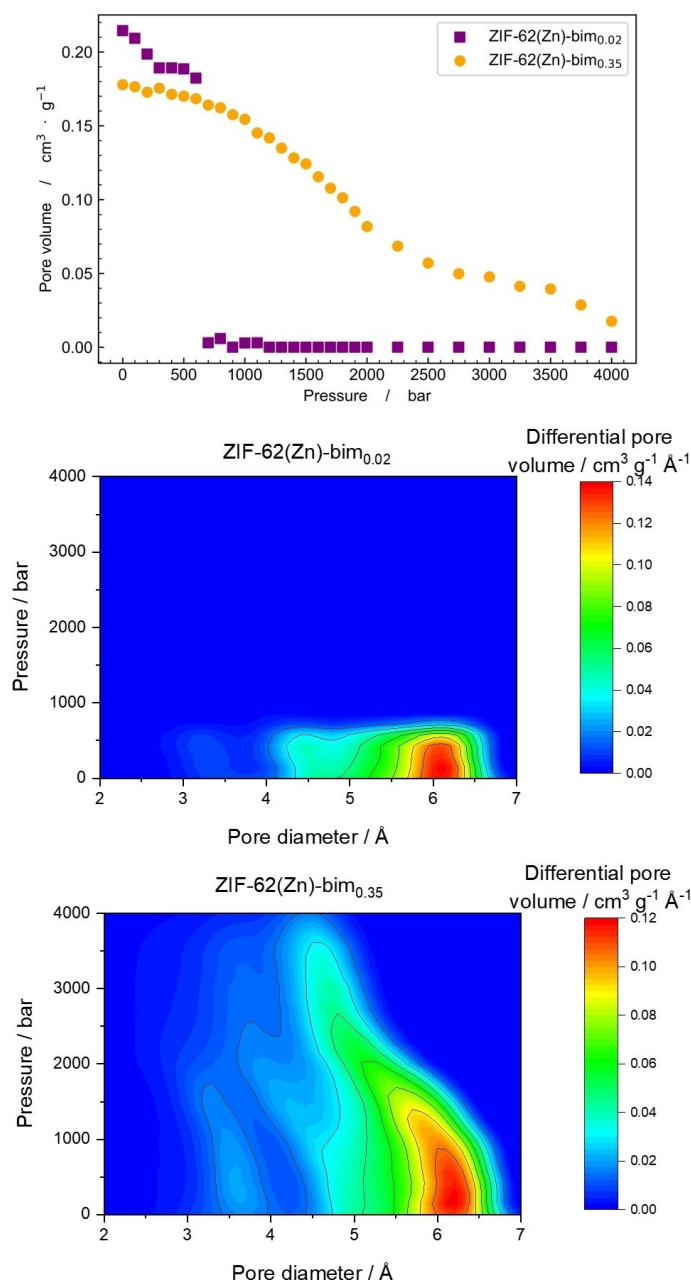 ZIF-62(Zn)-bim0.02
ZIF-62(Zn)-bim0.35
0.20
0.15
0.10
0.05
0.00
Pore volume / cm³ · g⁻¹
0 500 1000 1500 2000 2500 3000 3500 4000
Pressure / bar
Differential pore
volume / cm³ g⁻¹ Å⁻¹
ZIF-62(Zn)-bim0.02
4000
3000
2000
1000
0
Pressure / bar
2 3 4 5 6 7
Pore diameter / Å
0.14
0.12
0.10
0.08
0.06
0.04
0.02
0.00
Differential pore
volume / cm³ g⁻¹ Å⁻¹
ZIF-62(Zn)-bim0.35
4000
3000
2000
1000
0
Pressure / bar
2 3 4 5 6 7
Pore diameter / Å
0.12
0.10
0.08
0.06
0.04
0.02
0.00